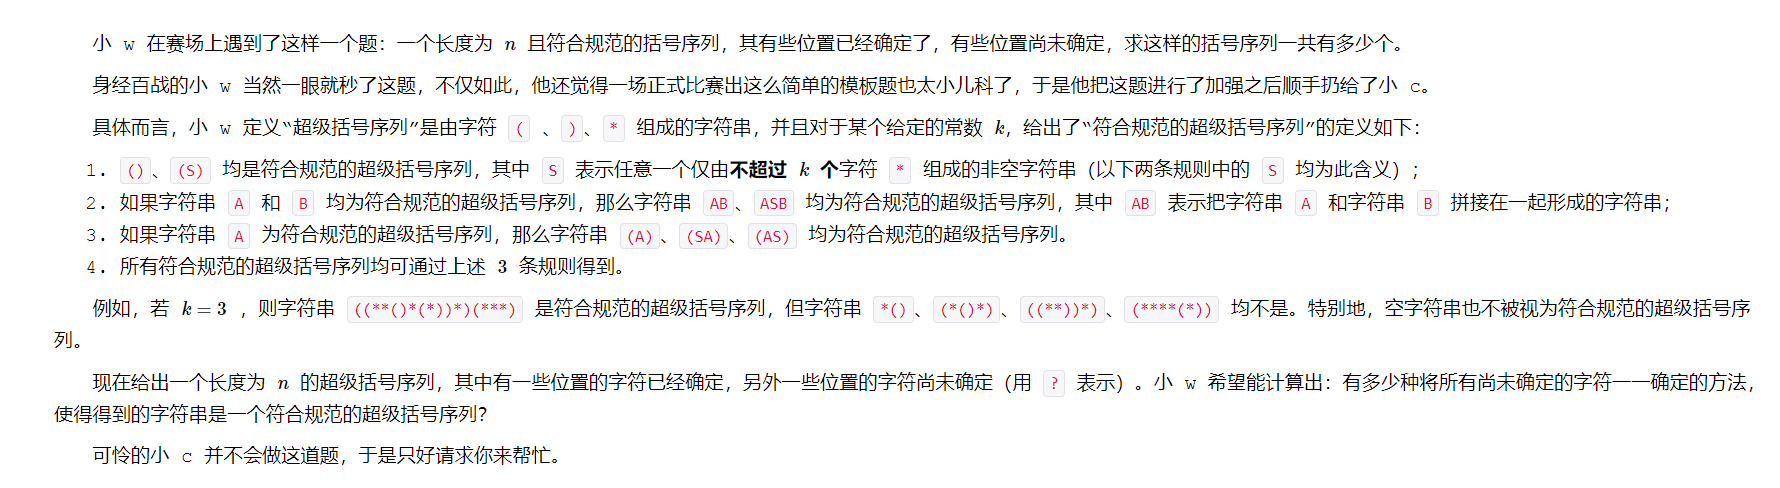 小 w 在赛场上遇到了这样一个题：一个长度为 n 且符合规范的括号序列，其有些位置已经确定了，有些位置尚未确定，求这样的括号序列一共有多少个。
身经百战的小 w 当然一眼就秒了这题，不仅如此，他还觉得一场正式比赛出这么简单的模板题也太小儿科了，于是他把这题进行了加强之后顺手扔给了小 c。
具体而言，小 w 定义“超级括号序列”是由字符 ( 、)、* 组成的字符串，并且对于某个给定的常数 k，给出了“符合规范的超级括号序列”的定义如下：
1. ()、(S) 均是符合规范的超级括号序列，其中 S 表示任意一个仅由不超过 k 个字符 * 组成的非空字符串（以下两条规则中的 S 均为此含义）；
2. 如果字符串 A 和 B 均为符合规范的超级括号序列，那么字符串 AB、ASB 均为符合规范的超级括号序列，其中 AB 表示把字符串 A 和字符串 B 拼接在一起形成的字符串；
3. 如果字符串 A 为符合规范的超级括号序列，那么字符串 (A)、(SA)、(AS) 均为符合规范的超级括号序列。
4. 所有符合规范的超级括号序列均可通过上述 3 条规则得到。
例如，若 k = 3 ，则字符串 ((**()*(*))*)(***) 是符合规范的超级括号序列，但字符串 *()、(*()*)、((**))*)、(****(*)) 均不是。特别地，空字符串也不被视为符合规范的超级括号序
列。
现在给出一个长度为 n 的超级括号序列，其中有一些位置的字符已经确定，另外一些位置的字符尚未确定（用 ? 表示）。小 w 希望能计算出：有多少种将所有尚未确定的字符一一确定的方法，
使得得到的字符串是一个符合规范的超级括号序列？
可怜的小 c 并不会做这道题，于是只好请求你来帮忙。